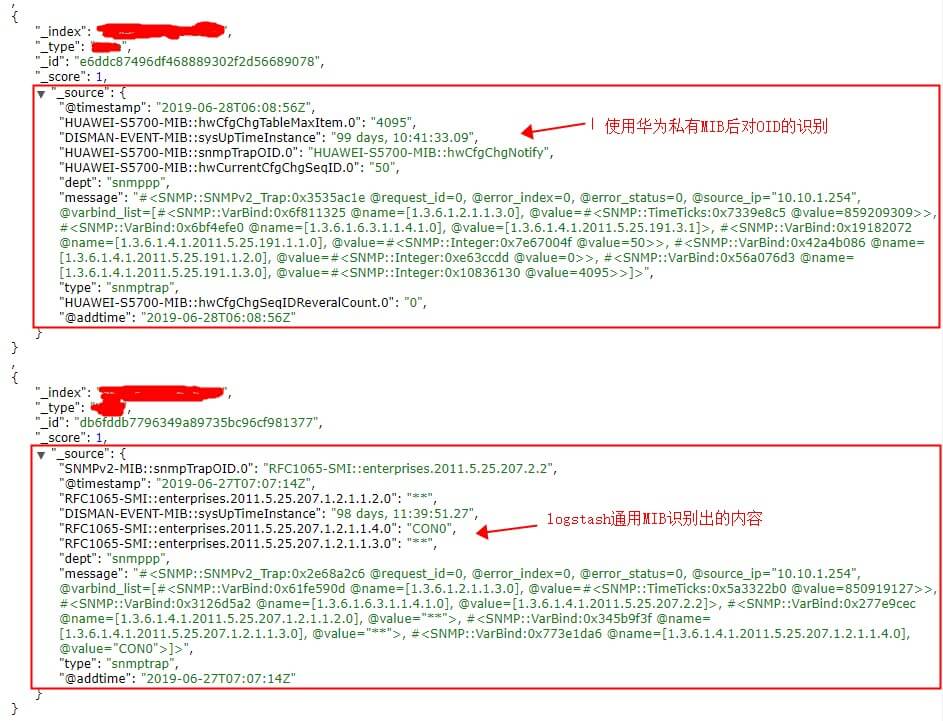 ,
{
"_index": " ",
"_type": " ",
"_id": "e6ddc87496df468889302f2d56689078",
"_score": 1,
▼ "_source": {
"@timestamp": "2019-06-28T06:08:56Z",
"HUAWEI-S5700-MIB::hwCfgChgTableMaxItem.0": "4095",
"DISMAN-EVENT-MIB::sysUpTimeInstance": "99 days, 10:41:33.09",
使用华为私有MIB后对OID的识别
"HUAWEI-S5700-MIB::snmpTrapOID.0": "HUAWEI-S5700-MIB::hwCfgChgNotify",
"HUAWEI-S5700-MIB::hwCurrentCfgChgSeqID.0": "50",
"dept": "snmppp",
"message": "#<SNMP::SNMPv2_Trap:0x3535ac1e @request_id=0, @error_index=0, @error_status=0, @source_ip="10.10.1.254",
@varbind_list=[#<SNMP::VarBind:0x6f811325 @name=[1.3.6.1.2.1.1.3.0], @value=#<SNMP::TimeTicks:0x7339e8c5 @value=859209309>>,
#<SNMP::VarBind:0x6bf4efe0 @name=[1.3.6.1.6.3.1.1.4.1.0], @value=[1.3.6.1.4.1.2011.5.25.191.3.1]>, #<SNMP::VarBind:0x19182072
@name=[1.3.6.1.4.1.2011.5.25.191.1.1.0], @value=#<SNMP::Integer:0x7e67004f @value=50>>, #<SNMP::VarBind:0x42a4b086 @name=
[1.3.6.1.4.1.2011.5.25.191.1.2.0], @value=#<SNMP::Integer:0xe63ccdd @value=0>>, #<SNMP::VarBind:0x56a076d3 @name=
[1.3.6.1.4.1.2011.5.25.191.1.3.0], @value=#<SNMP::Integer:0x10836130 @value=4095>>]>",
"type": "snmptrap",
"HUAWEI-S5700-MIB::hwCfgChgSeqIDReveralCount.0": "0",
"@addtime": "2019-06-28T06:08:56Z"
}
}
,
{
"_index": " ",
"_type": " ",
"_id": "db6fddb7796349a89735bc96cf981377",
"_score": 1,
▼ "_source": {
"SNMPv2-MIB::snmpTrapOID.0": "RFC1065-SMI::enterprises.2011.5.25.207.2.2",
"@timestamp": "2019-06-27T07:07:14Z",
"RFC1065-SMI::enterprises.2011.5.25.207.1.2.1.1.2.0": "**",
"DISMAN-EVENT-MIB::sysUpTimeInstance": "98 days, 11:39:51.27",
logstash通用MIB识别出的内容
"RFC1065-SMI::enterprises.2011.5.25.207.1.2.1.1.4.0": "CON0",
"RFC1065-SMI::enterprises.2011.5.25.207.1.2.1.1.3.0": "**",
"dept": "snmppp",
"message": "#<SNMP::SNMPv2_Trap:0x2e68a2c6 @request_id=0, @error_index=0, @error_status=0, @source_ip="10.10.1.254",
@varbind_list=[#<SNMP::VarBind:0x61fe590d @name=[1.3.6.1.2.1.1.3.0], @value=#<SNMP::TimeTicks:0x5a3322b0 @value=850919127>>,
#<SNMP::VarBind:0x3126d5a2 @name=[1.3.6.1.6.3.1.1.4.1.0], @value=[1.3.6.1.4.1.2011.5.25.207.2.2]>, #<SNMP::VarBind:0x277e9cec
@name=[1.3.6.1.4.1.2011.5.25.207.1.2.1.1.2.0], @value="**">, #<SNMP::VarBind:0x345b9f3f @name=
[1.3.6.1.4.1.2011.5.25.207.1.2.1.1.3.0], @value="**">, #<SNMP::VarBind:0x773e1da6 @name=[1.3.6.1.4.1.2011.5.25.207.1.2.1.1.4.0],
@value="CON0">]>",
"type": "snmptrap",
"@addtime": "2019-06-27T07:07:14Z"
}
}